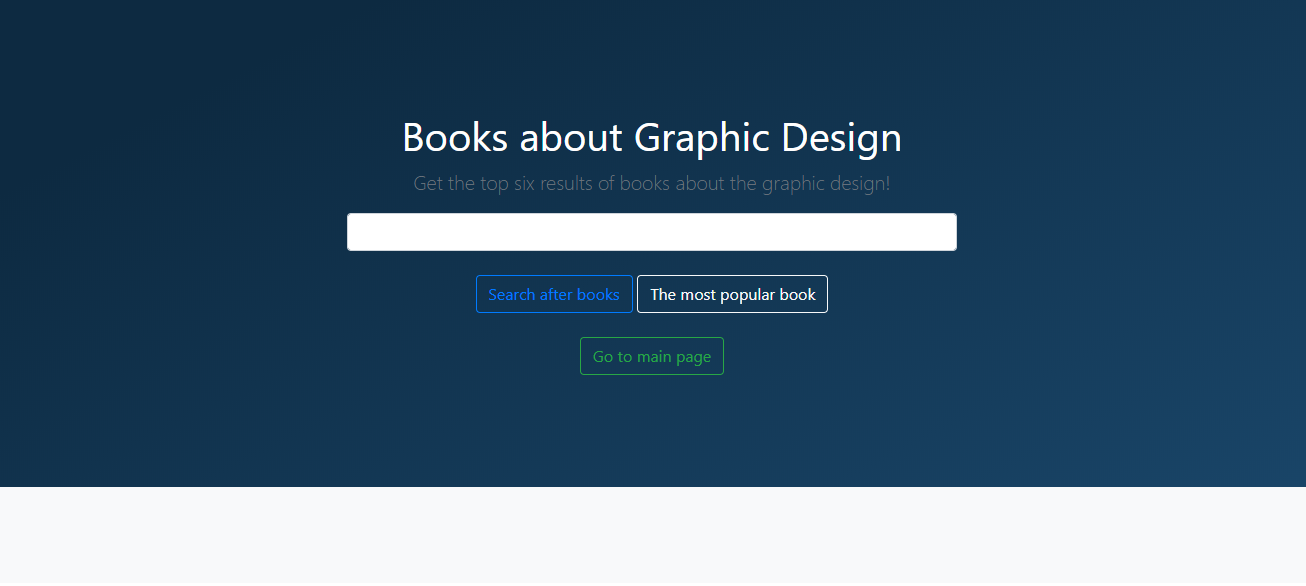 Books about Graphic Design
Get the top six results of books about the graphic design!
Search after books
The most popular book
Go to main page